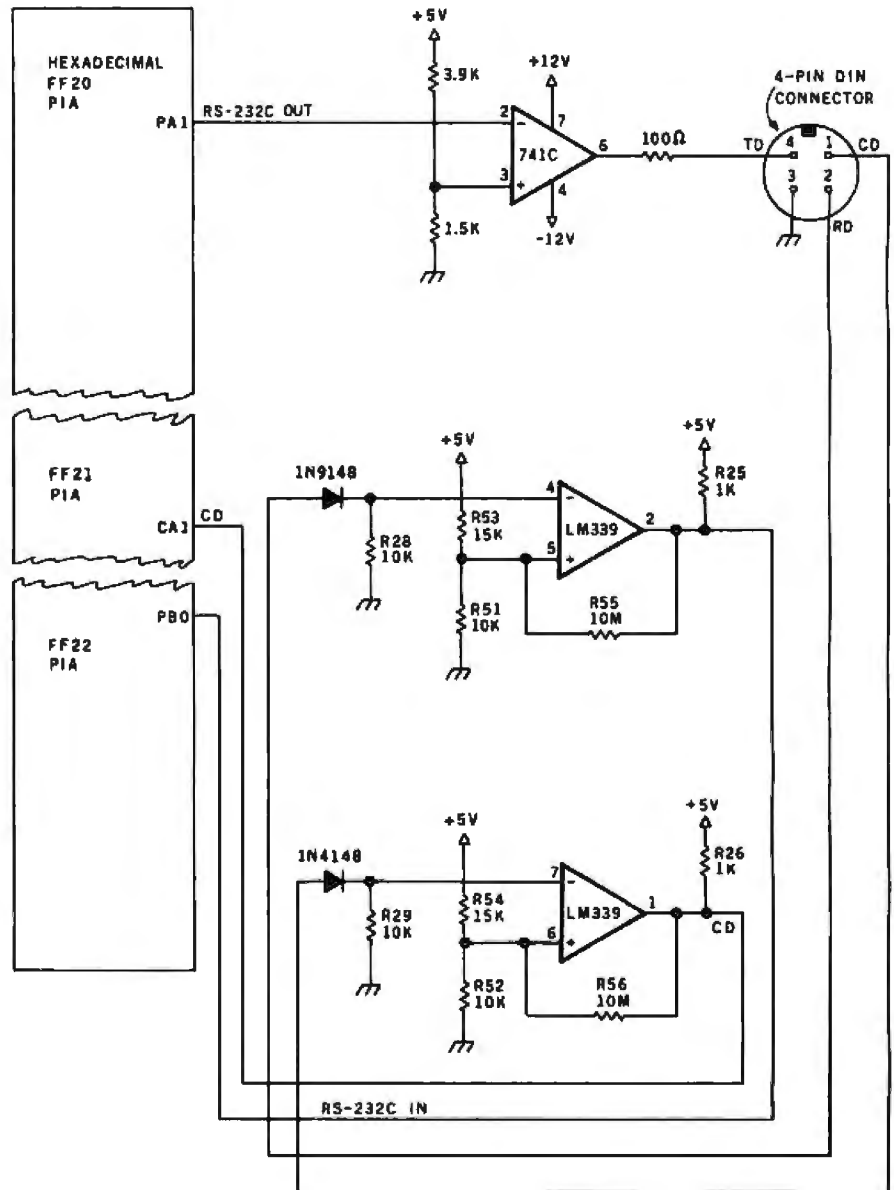 HEXADECIMAL
FF20
PIA
PA1
RS-232C OUT
+5V
3.9K
1.5K
+12V
2
-
7
741C
3
+
4
6
-12V
100Ω
4-PIN DIN
CONNECTOR
TD
4
1
CD
3
2
RD
FF21
PIA
CA1
CD
1N9148
R28
10K
+5V
R53
15K
R51
10K
4
-
LM339
5
+
2
R55
10M
+5V
R25
1K
PB0
FF22
PIA
1N4148
R29
10K
+5V
R54
15K
R52
10K
7
-
LM339
6
+
1
R56
10M
+5V
R26
1K
CD
RS-232C IN